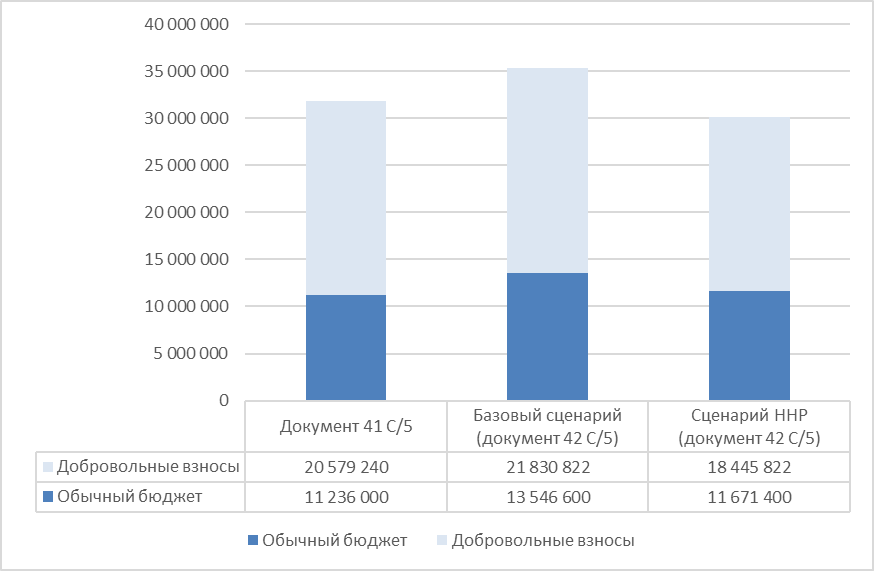 40 000 000
35 000 000
30 000 000
25 000 000
20 000 000
15 000 000
10 000 000
5 000 000
0
Документ 41 C/5
Базовый сценарий (документ 42 C/5)
Сценарий ННР (документ 42 C/5)
Добровольные взносы 20 579 240 21 830 822 18 445 822
Обычный бюджет 11 236 000 13 546 600 11 671 400
Обычный бюджет Добровольные взносы